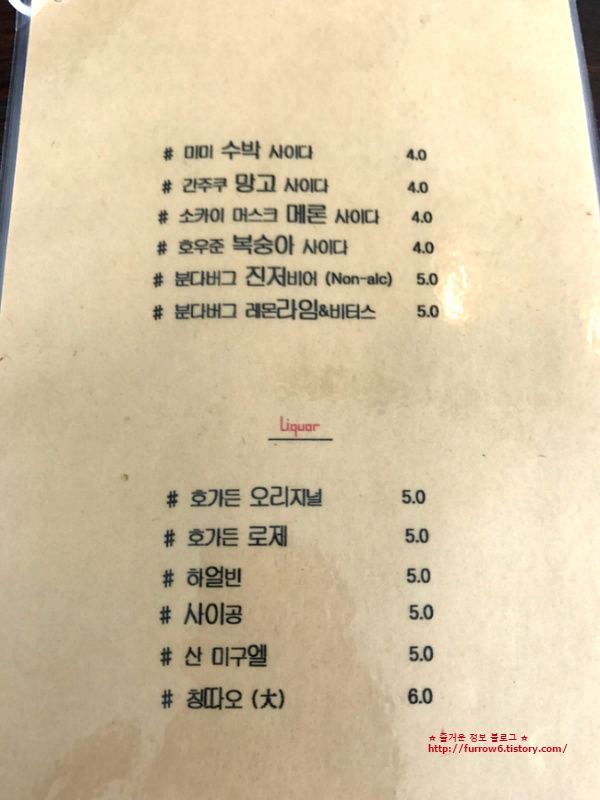 # 미미 수박 사이다 4.0
# 간주쿠 망고 사이다 4.0
# 소카이 머스크 메론 사이다 4.0
# 호우준 복숭아 사이다 4.0
# 분다버그 진저비어 (Non-alc) 5.0
# 분다버그 레몬라임&비터스 5.0
Liquor
# 호가든 오리지널 5.0
# 호가든 로제 5.0
# 하얼빈 5.0
# 사이공 5.0
# 산 미구엘 5.0
# 칭따오 (大) 6.0
☆ 즐거운 정보 블로그 ☆
http://furrow6.tistory.com/